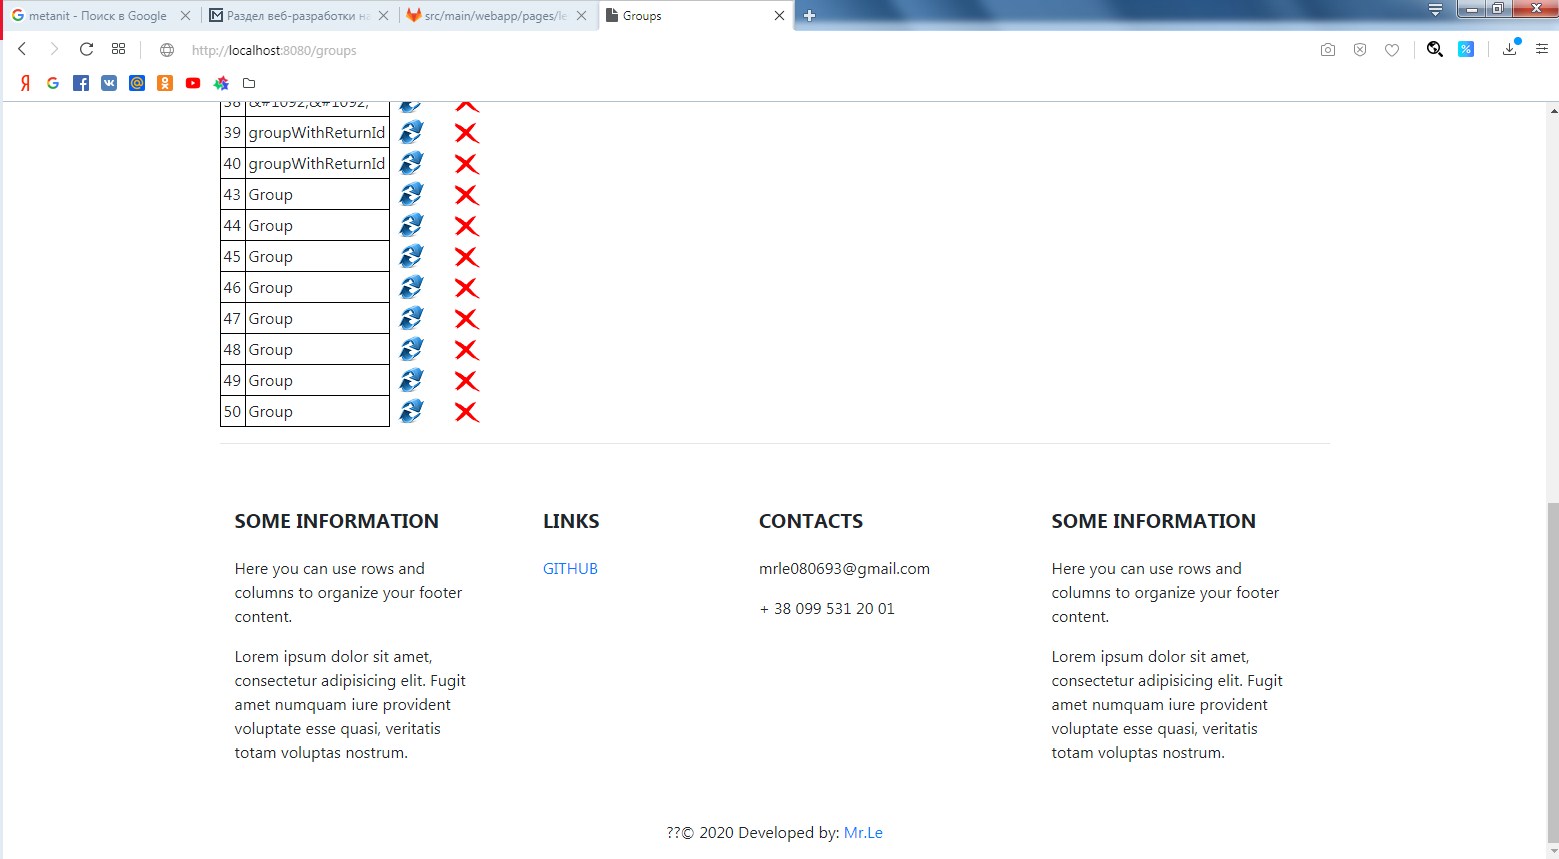 metanit - Поиск в Google
Раздел веб-разработки на
src/main/webapp/pages/le
Groups
http://localhost:8080/groups
38 &#1092;&#1092;
39 groupWithReturnId
40 groupWithReturnId
43 Group
44 Group
45 Group
46 Group
47 Group
48 Group
49 Group
50 Group
SOME INFORMATION
Here you can use rows and
columns to organize your footer
content.
Lorem ipsum dolor sit amet,
consectetur adipisicing elit. Fugit
amet numquam iure provident
voluptate esse quasi, veritatis
totam voluptas nostrum.
LINKS
GITHUB
CONTACTS
mrle080693@gmail.com
+ 38 099 531 20 01
SOME INFORMATION
Here you can use rows and
columns to organize your footer
content.
Lorem ipsum dolor sit amet,
consectetur adipisicing elit. Fugit
amet numquam iure provident
voluptate esse quasi, veritatis
totam voluptas nostrum.
??© 2020 Developed by: Mr.Le